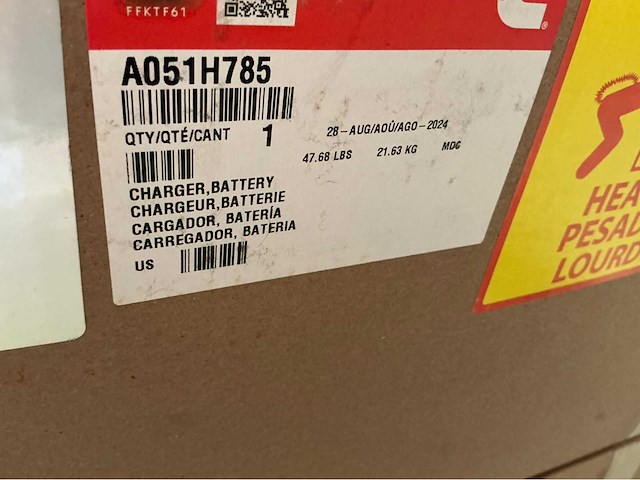 FFKTF61
A051H785
QTY/QTÉ/CANT 1
28-AUG/AOÛ/AGO-2024
47.68 LBS 21.63 KG MDC
CHARGER,BATTERY
CHARGEUR,BATTERIE
CARGADOR, BATERÍA
CARREGADOR, BATERIA
US
HEA
PESAD
LOURD